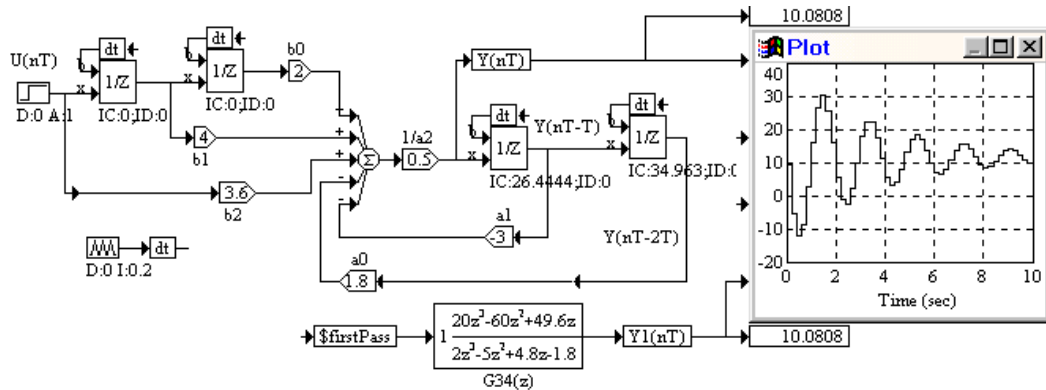 10.0808
Plot
U(nT)
dt
dt
b0
b
b
x
1/Z
x
1/Z
2
Y(nT)
D:0 A:1
IC:0;ID:0
IC:0;ID:0
-
dt
dt
4
+
1/a2
b
Y(nT-T)
b
b1
+
Σ
0.5
x
1/Z
x
1/Z
3.6
-
IC:26.4444;ID:0
IC:34.963;ID:(
b2
-
a1
-3
Y(nT-2T)
dt
a0
D:0 I:0.2
1.8
40
30
20
10
0
-10
-20
0
2
4
6
8
10
Time (sec)
$firstPass
1
20z³-60z²+49.6z
2z³-5z²+4.8z-1.8
Y1(nT)
10.0808
G34(z)